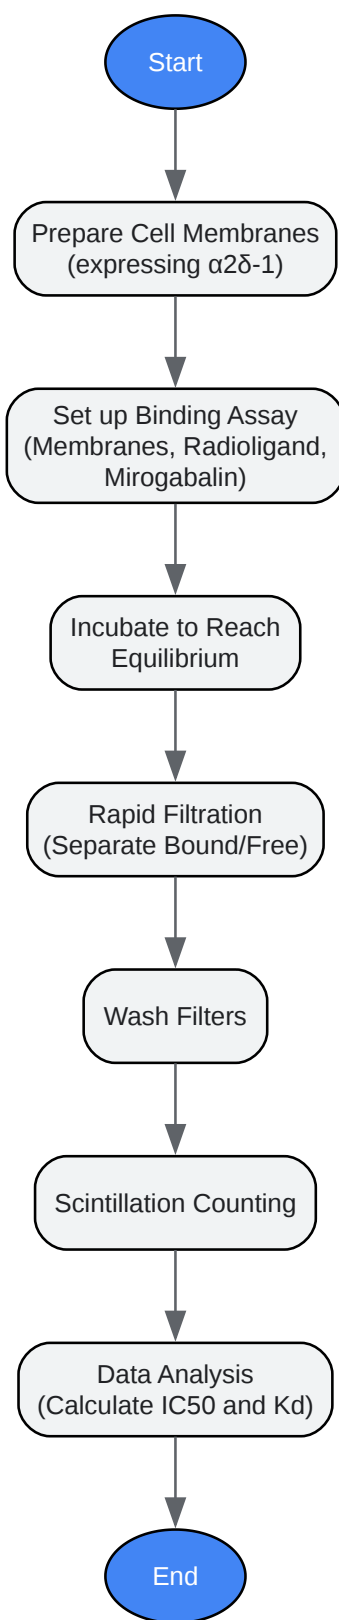 Start
Prepare Cell Membranes
(expressing α2δ-1)
Set up Binding Assay
(Membranes, Radioligand,
Mirogabalin)
Incubate to Reach
Equilibrium
Rapid Filtration
(Separate Bound/Free)
Wash Filters
Scintillation Counting
Data Analysis
(Calculate IC50 and Kd)
End